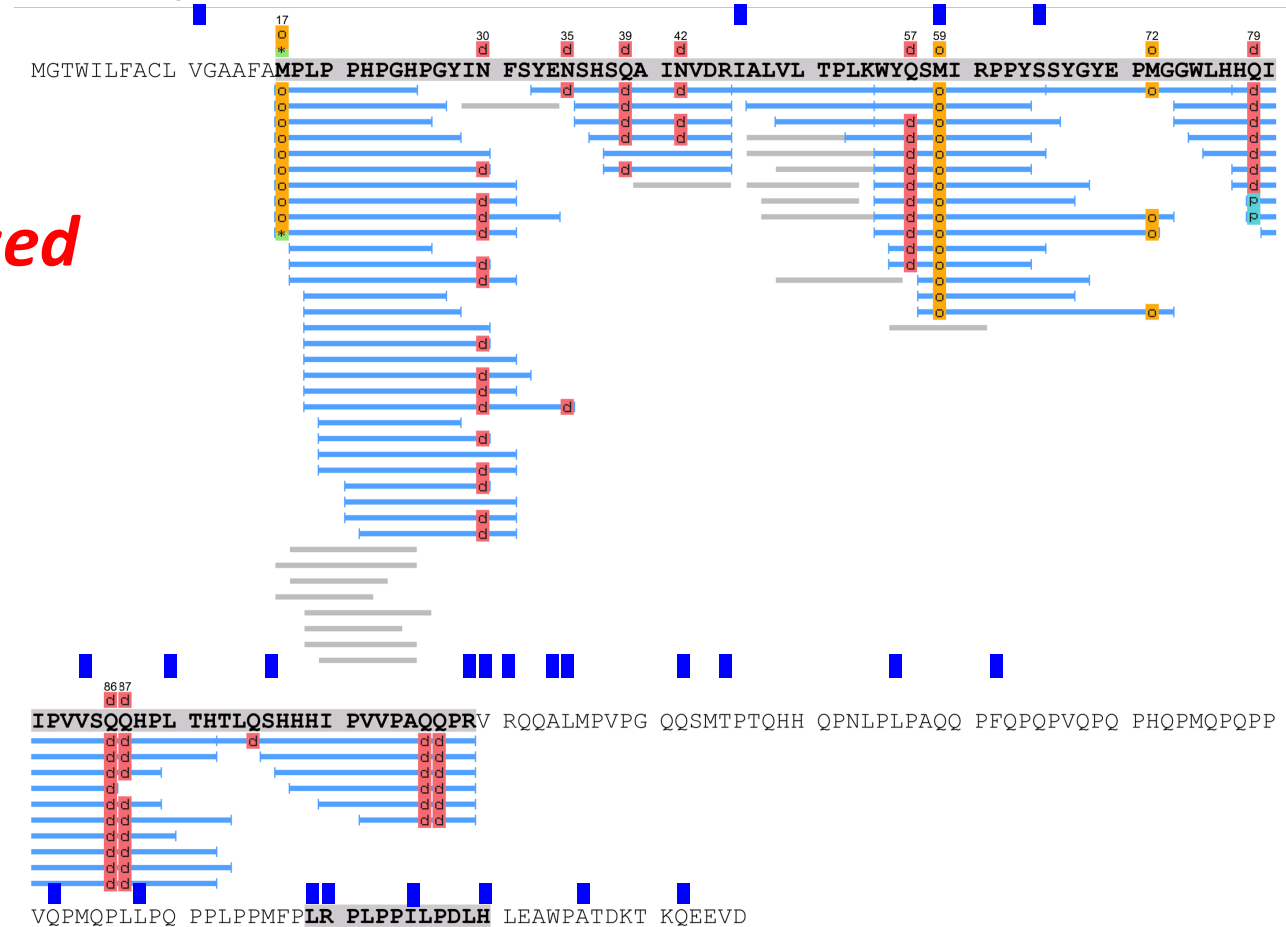 17
o
30 35 39 42 57 59 72 79
* d d d d d o o d
MGTWILFACL VGAAFAMPLP PHPGHPGYIN FSYENSHSQA INVDRIALVL TPLKWYQSMI RPPYSSYGYE PMGGWLHHQI
o d d d o o d
o d o d
o d d d o d
o d d d o d
o d o d
o d d d o d
o d o d
o d d o p
o d d o o p
* d d o o
d o
ced
d d o
d o
o
o o
d
d
d
d d
d
d
d
d
d
86 87
d d
IPVVSQQHPL THTLQSHHHI PVVPAQQPRV RQQALMPVPG QQSMTPTQHH QPNLPLPAQQ PFQPQPVQPQ PHQPMQPQPP
d d d d d
d d d d
d d d d
d d d
d d d d
d d d d
d d
d d
d d
d d
VQPMQPLLPQ PPLPPMFPLR PLPPILPDLH LEAWPATDKT KQEEVD